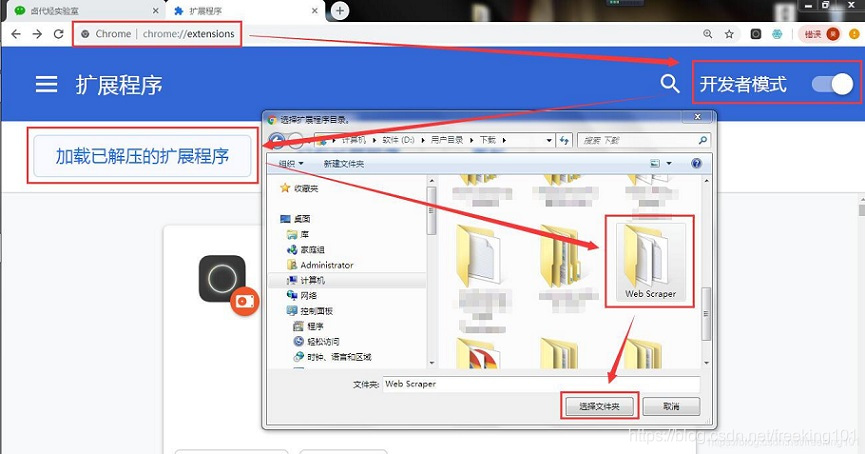 卤代烃实验室
扩展程序
Chrome | chrome://extensions
错误
扩展程序
开发者模式
加载已解压的扩展程序
选择扩展程序目录。
计算机 软件 (D:) 用户目录 下载
搜索 下载
组织 新建文件夹
收藏夹
桌面
库
家庭组
Administrator
计算机
网络
控制面板
程序
轻松访问
时钟、语言和区域
Web Scraper
文件夹: Web Scraper
选择文件夹 取消
https://blog.csdn.net/ireeking101